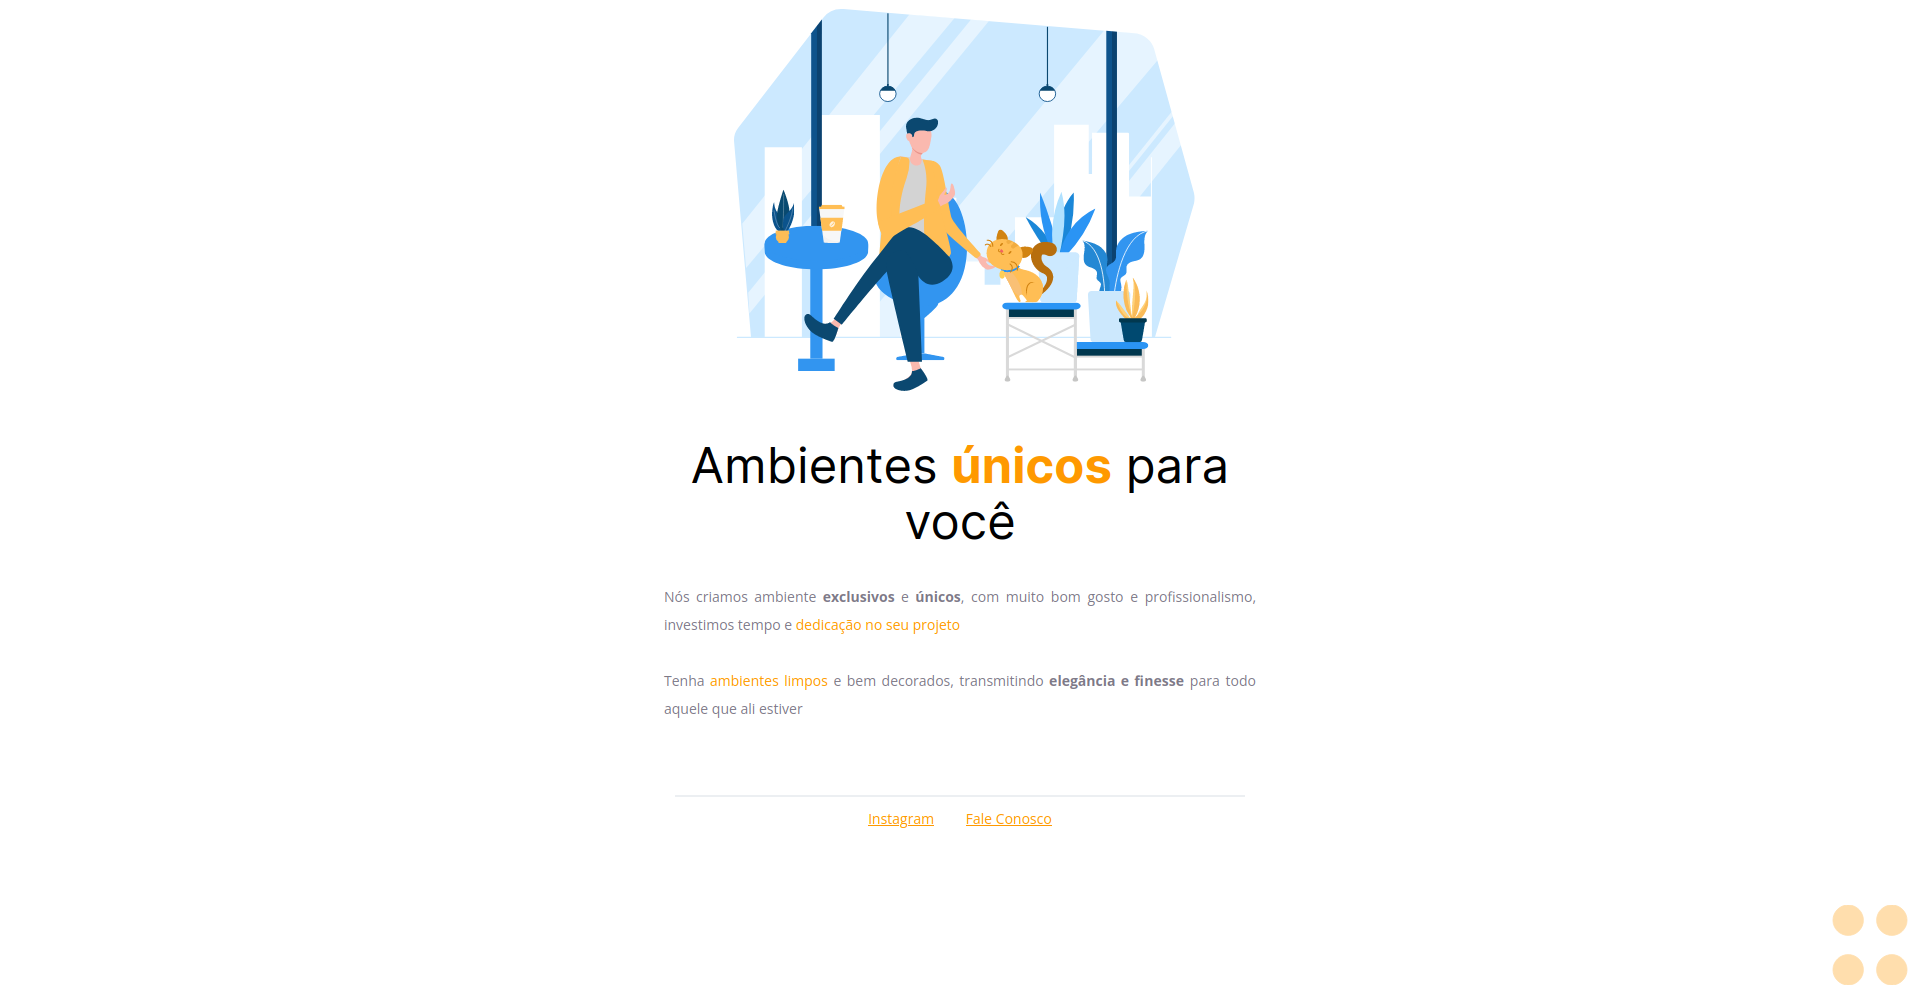 Ambientes únicos para
você
Nós criamos ambiente exclusivos e únicos, com muito bom gosto e profissionalismo,
investimos tempo e dedicação no seu projeto
Tenha ambientes limpos e bem decorados, transmitindo elegância e finesse para todo
aquele que ali estiver
Instagram Fale Conosco